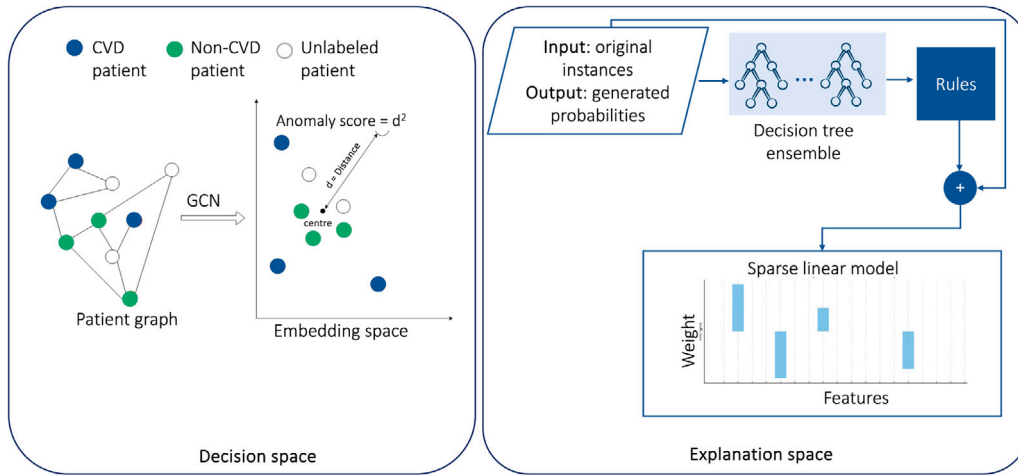 CVD
patient
Non-CVD
patient
Unlabeled
patient
Anomaly score = d²
d = Distance
centre
GCN
Patient graph
Embedding space
Decision space
Input: original
instances
Output: generated
probabilities
...
Decision tree
ensemble
Rules
+
Sparse linear model
Weight
Features
Explanation space